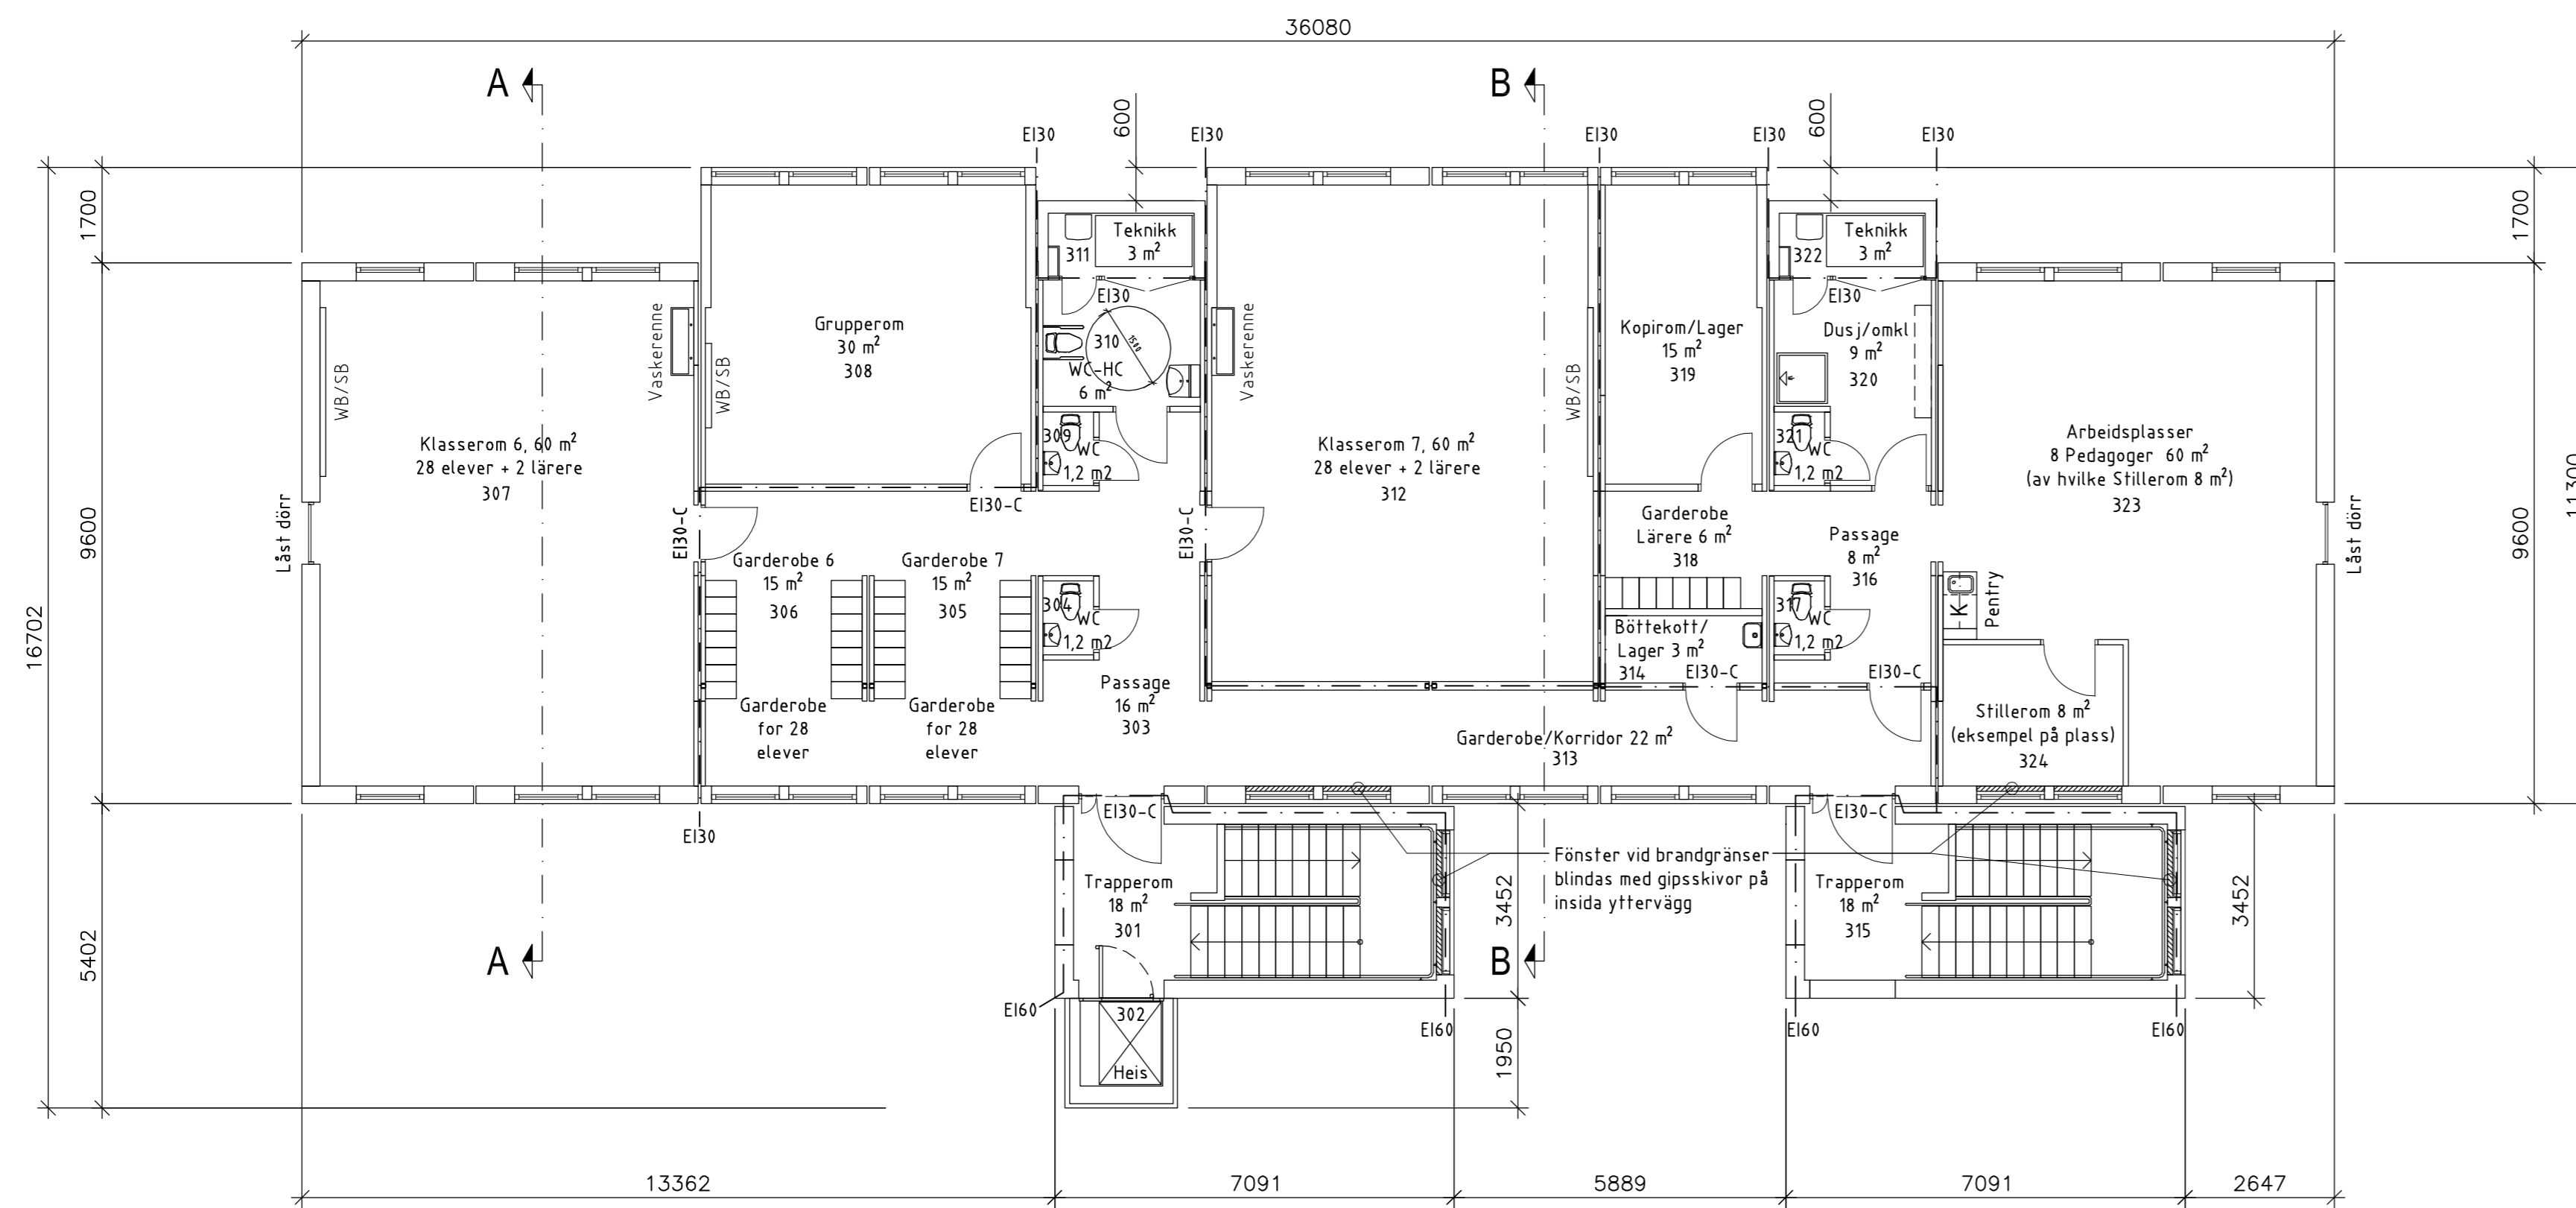 36080
A
B
600
600
EI30
EI30
EI30
EI30
EI30
1700
1700
9600
9600
16702
11300
5402
Teknikk
3 m²
311
EI30
Teknikk
3 m²
322
EI30
WB/SB
Vaskerenne
WB/SB
Grupperom
30 m²
308
310
1500
WC-HC
6 m²
Vaskerenne
WB/SB
Kopirom/Lager
15 m²
319
Dusj/omkl
9 m²
320
Klasserom 6, 60 m²
28 elever + 2 lärere
307
309
WC
1,2 m2
Klasserom 7, 60 m²
28 elever + 2 lärere
312
321
WC
1,2 m2
Arbeidsplasser
8 Pedagoger 60 m²
(av hvilke Stillerom 8 m²)
323
Låst dörr
EI30-C
EI30-C
EI30-C
Låst dörr
Garderobe 6
15 m²
306
Garderobe 7
15 m²
305
304
WC
1,2 m2
Garderobe
Lärere 6 m²
318
Passage
8 m²
316
317
WC
1,2 m2
K
Pentry
Böttekott/
Lager 3 m²
314
EI30-C
EI30-C
Garderobe
for 28
elever
Garderobe
for 28
elever
Passage
16 m²
303
Garderobe/Korridor 22 m²
313
Stillerom 8 m²
(eksempel på plass)
324
EI30
EI30-C
EI30-C
Trapperom
18 m²
301
Fönster vid brandgränser
blindas med gipsskivor på
insida yttervägg
Trapperom
18 m²
315
3452
3452
A
B
EI60
302
EI60
EI60
EI60
Heis
1950
13362
7091
5889
7091
2647